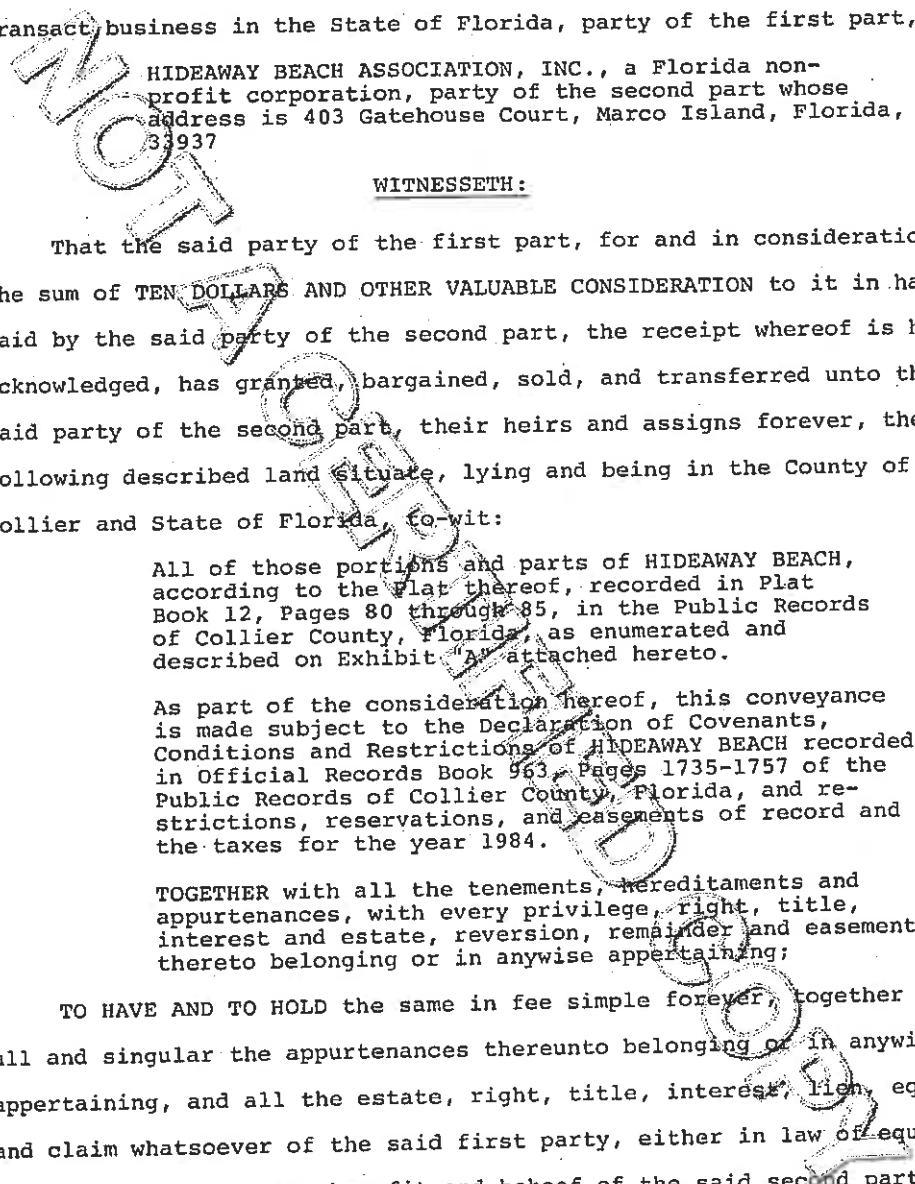 ransact business in the State of Florida, party of the first part,
HIDEAWAY BEACH ASSOCIATION, INC., a Florida non-
profit corporation, party of the second part whose
address is 403 Gatehouse Court, Marco Island, Florida,
33937
WITNESSETH:
That the said party of the first part, for and in consideratio
he sum of TEN DOLLARS AND OTHER VALUABLE CONSIDERATION to it in ha
aid by the said party of the second part, the receipt whereof is h
cknowledged, has granted, bargained, sold, and transferred unto th
aid party of the second part, their heirs and assigns forever, the
ollowing described land situate, lying and being in the County of
ollier and State of Florida, to-wit:
All of those portions and parts of HIDEAWAY BEACH,
according to the Plat thereof, recorded in Plat
Book 12, Pages 80 through 85, in the Public Records
of Collier County, Florida, as enumerated and
described on Exhibit "A" attached hereto.
As part of the consideration hereof, this conveyance
is made subject to the Declaration of Covenants,
Conditions and Restrictions of HIDEAWAY BEACH recorded
in Official Records Book 963, Pages 1735-1757 of the
Public Records of Collier County, Florida, and re-
strictions, reservations, and easements of record and
the taxes for the year 1984.
TOGETHER with all the tenements, hereditaments and
appurtenances, with every privilege, right, title,
interest and estate, reversion, remainder and easement
thereto belonging or in anywise appertaining;
TO HAVE AND TO HOLD the same in fee simple forever, together
all and singular the appurtenances thereunto belonging or in anywi
appertaining, and all the estate, right, title, interest, lien, eq
and claim whatsoever of the said first party, either in law of equ
and behoof of the said second part
NOT A CERTIFIED COPY